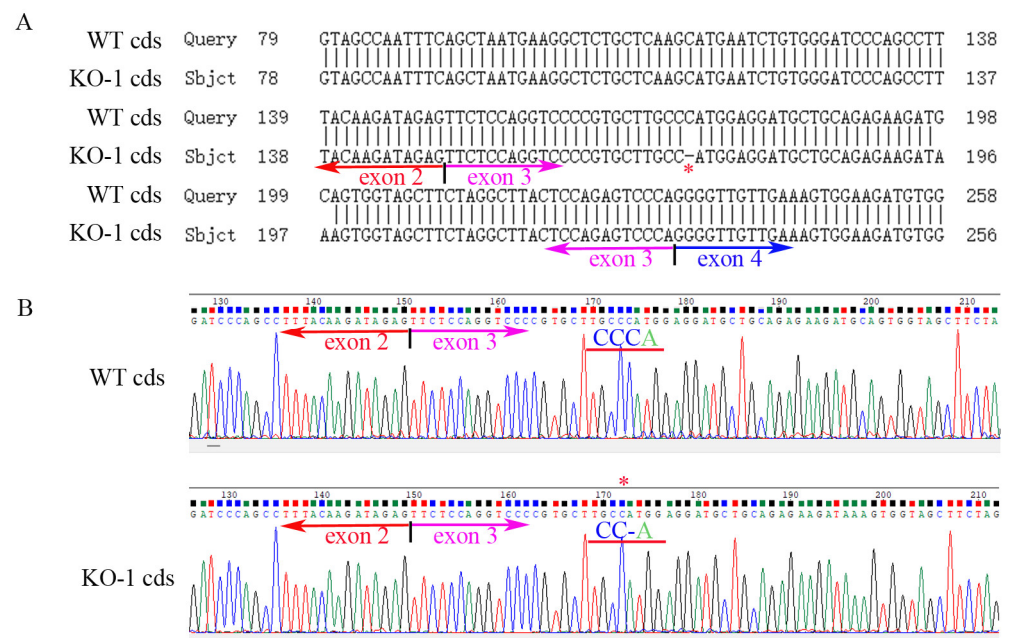 A
WT cds Query 79 GTAGCCAATTTCAGCTAATGAAGGCTCTGCTCAAGCATGAATCTGTGGGATCCCAGCCTT 138
KO-1 cds Sbjct 78 GTAGCCAATTTCAGCTAATGAAGGCTCTGCTCAAGCATGAATCTGTGGGATCCCAGCCTT 137
WT cds Query 139 TACAAGATAGAGTTCTCCAGGTCCCCGTGCTTGCCCATGGAGGATGCTGCAGAGAAGATG 198
KO-1 cds Sbjct 138 TACAAGATAGAGTTCTCCAGGTCCCCGTGCTTGCC-ATGGAGGATGCTGCAGAGAAGATA 196
exon 2 exon 3 *
WT cds Query 199 CAGTGGTAGCTTCTAGGCTTACTCCAGAGTCCCAGGGGTTGTTGAAAGTGGAAGATGTGG 258
KO-1 cds Sbjct 197 AAGTGGTAGCTTCTAGGCTTACTCCAGAGTCCCAGGGGTTGTTGAAAGTGGAAGATGTGG 256
exon 3 exon 4
B
130 140 150 160 170 180 190 200 210
GATCCCAGCCTTTACAAGATAGAGTTCTCCAGGTCCCCGTGCTTGCCCATGGAGGATGCTGCAGAGAAGATGCAGTGGTAGCTTCTA
exon 2 exon 3 CCCA
WT cds
*
130 140 150 160 170 180 190 200 210
GATCCCAGCCTTTACAAGATAGAGTTCTCCAGGTCCCCGTGCTTGCCATGGAGGATGCTGCAGAGAAGATAAAGTGGTAGCTTCTAG
exon 2 exon 3 CC-A
KO-1 cds